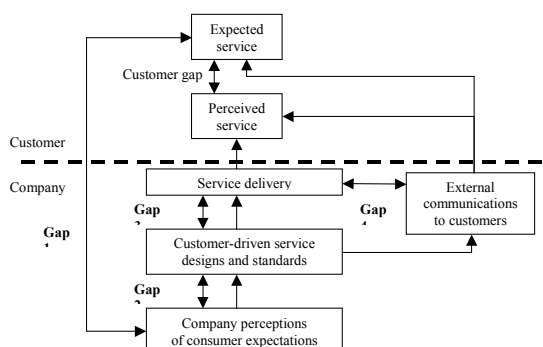 Expected
service
Customer gap
Perceived
service
Customer
Company
Service delivery
External
communications
to customers
Gap
Gap
Gap
Customer-driven service
designs and standards
Gap
Company perceptions
of consumer expectations